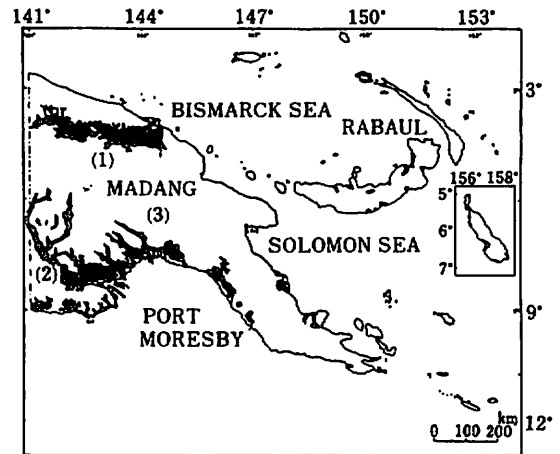 141° 144° 147° 150° 153°
3°
BISMARCK SEA
RABAUL
(1)
156° 158°
5°
MADANG
(3)
6°
SOLOMON SEA
(2)
7°
9°
PORT
MORESBY
km
0 100 200
12°